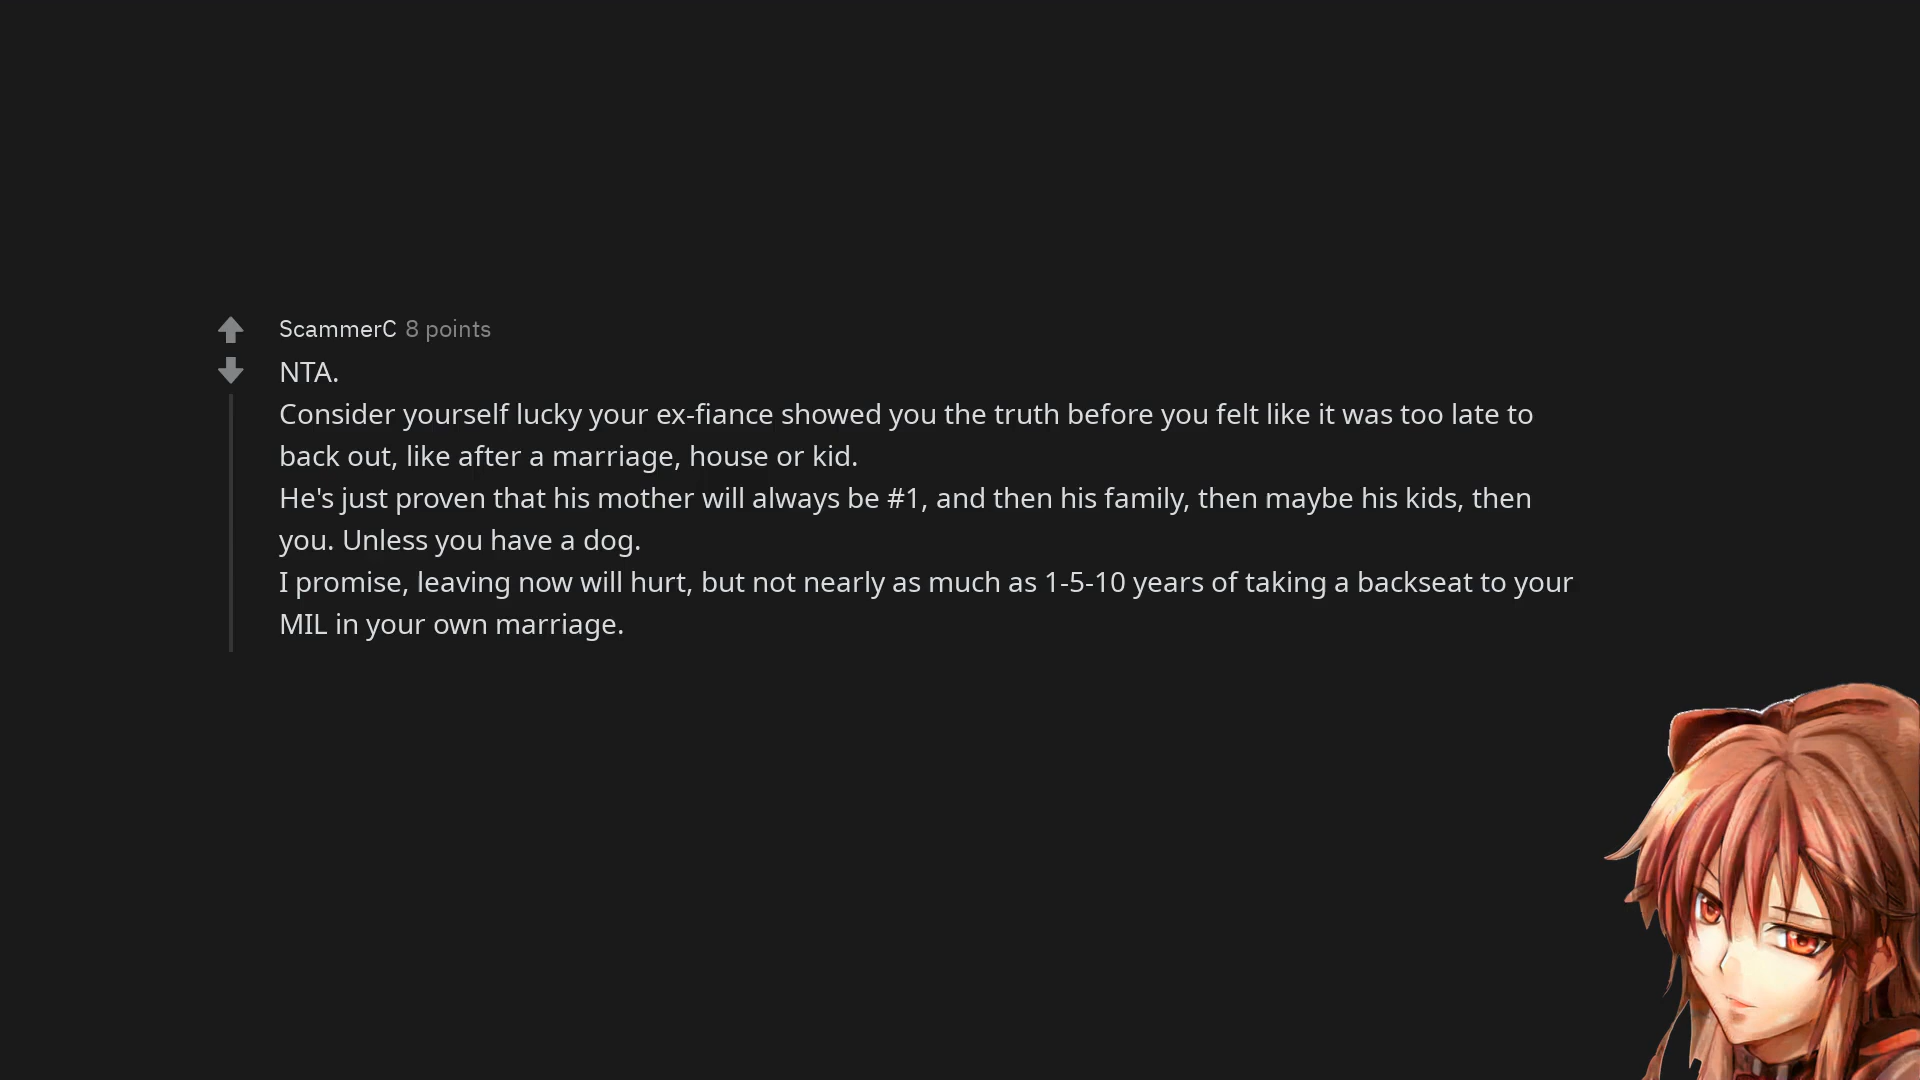 ScammerC 8 points
NTA.
Consider yourself lucky your ex-fiance showed you the truth before you felt like it was too late to
back out, like after a marriage, house or kid.
He's just proven that his mother will always be #1, and then his family, then maybe his kids, then
you. Unless you have a dog.
I promise, leaving now will hurt, but not nearly as much as 1-5-10 years of taking a backseat to your
MIL in your own marriage.